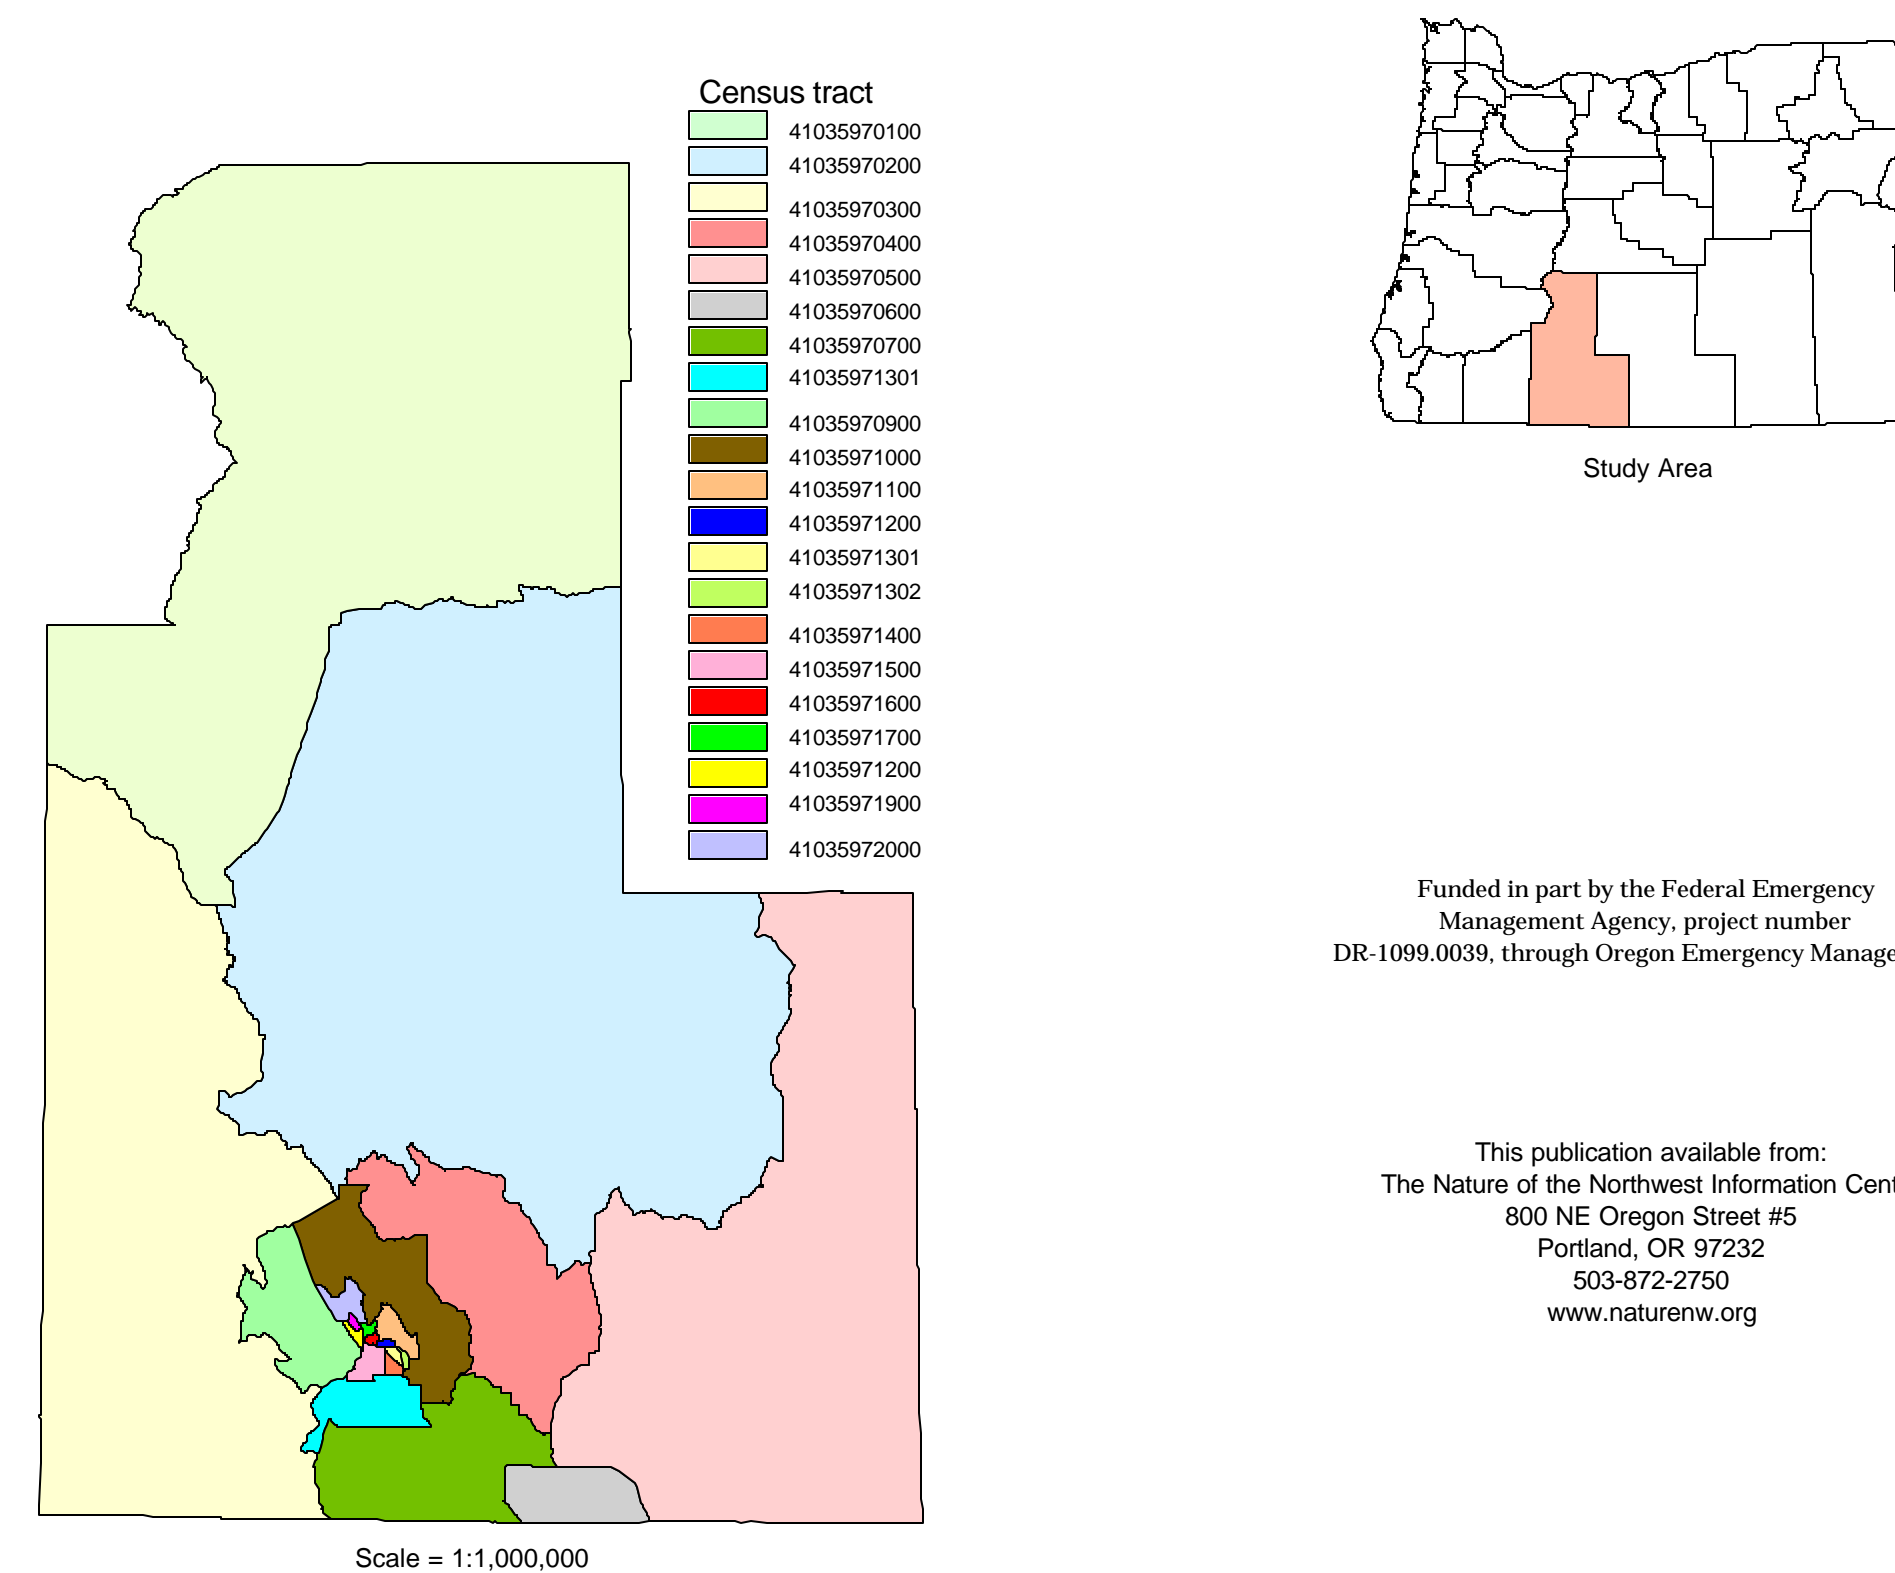 Census tract
41035970100
41035970200
41035970300
41035970400
41035970500
41035970600
41035970700
41035971301
41035970900
41035971000
41035971100
41035971200
41035971301
41035971302
41035971400
41035971500
41035971600
41035971700
41035971200
41035971900
41035972000
Scale = 1:1,000,000
Study Area
Funded in part by the Federal Emergency
Management Agency, project number
DR-1099.0039, through Oregon Emergency Manage
This publication available from:
The Nature of the Northwest Information Cent
800 NE Oregon Street #5
Portland, OR 97232
503-872-2750
www.naturenw.org